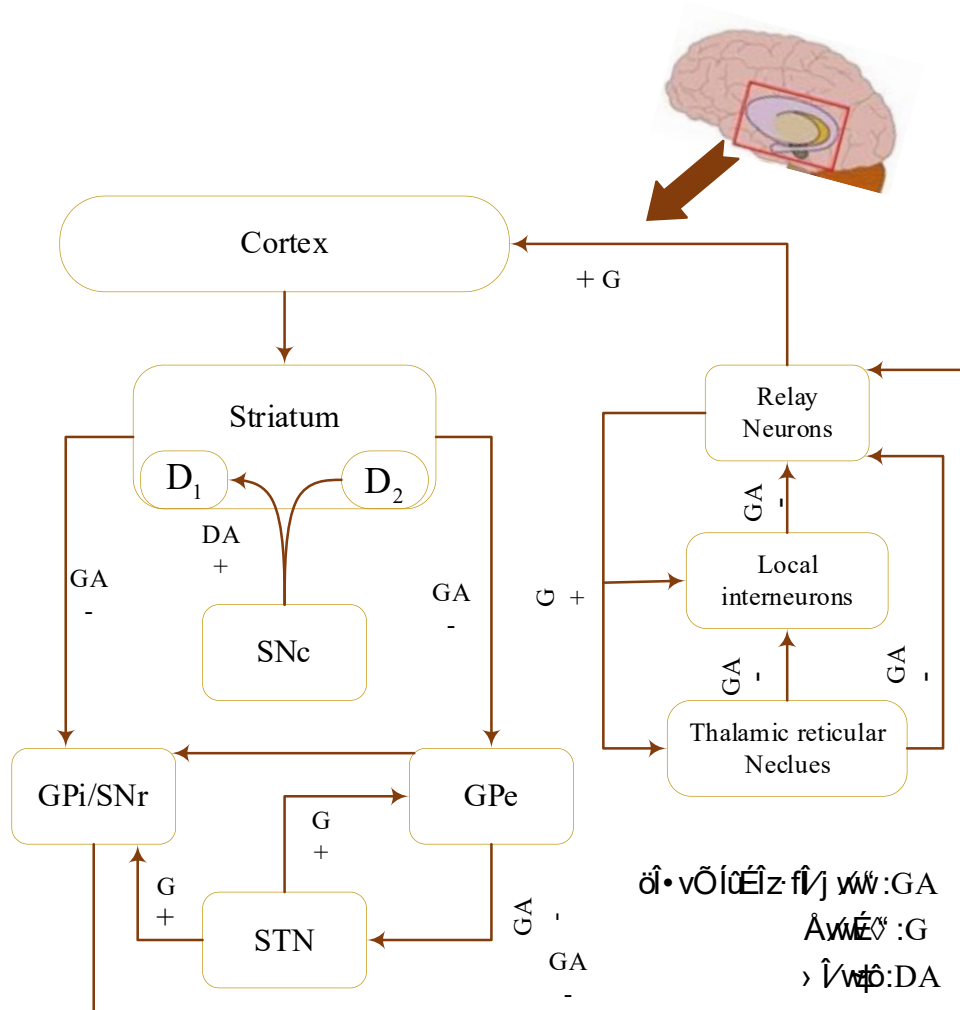 Cortex
+ G
Striatum
D₁
D₂
DA
+
GA
-
GA
-
SNc
GPi/SNr
GPe
G
+
G
+
STN
GA
-
GA
-
Relay
Neurons
GA
-
Local
interneurons
G
+
GA
-
GA
-
Thalamic reticular
Neclues
:GA
:G
:DA